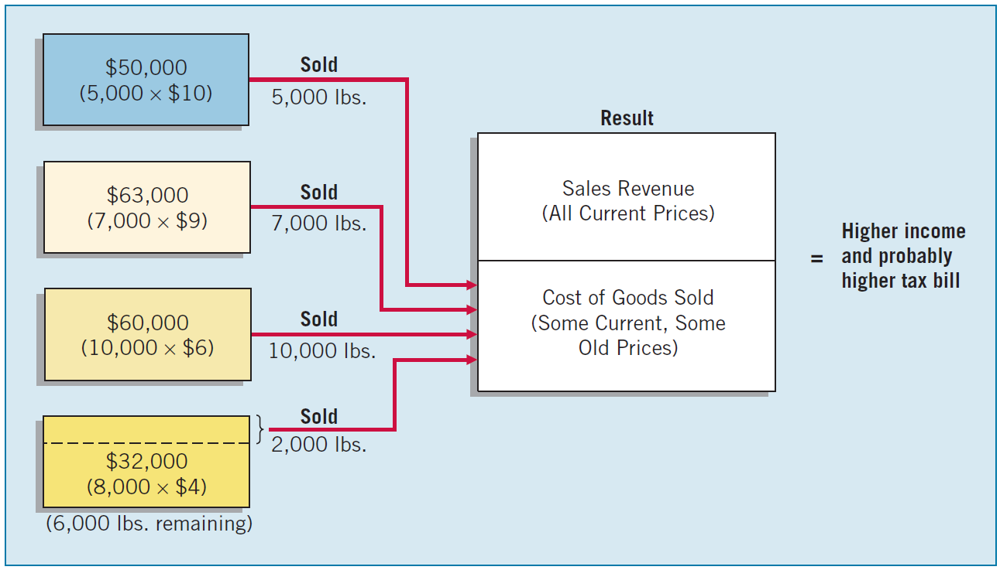 $50,000
(5,000 × $10)
Sold
5,000 lbs.
$63,000
(7,000 × $9)
Sold
7,000 lbs.
$60,000
(10,000 × $6)
Sold
10,000 lbs.
$32,000
(8,000 × $4)
Sold
2,000 lbs.
(6,000 lbs. remaining)
Result
Sales Revenue
(All Current Prices)
Cost of Goods Sold
(Some Current, Some
Old Prices)
=
Higher income
and probably
higher tax bill